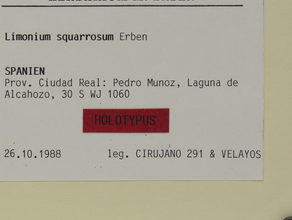 Limonium squarrosum Erben
SPANIEN
Prov. Ciudad Real: Pedro Munoz, Laguna de
Alcahozo, 30 S WJ 1060
HOLOTYPUS
26.10.1988 leg. CIRUJANO 291 & VELAYOS